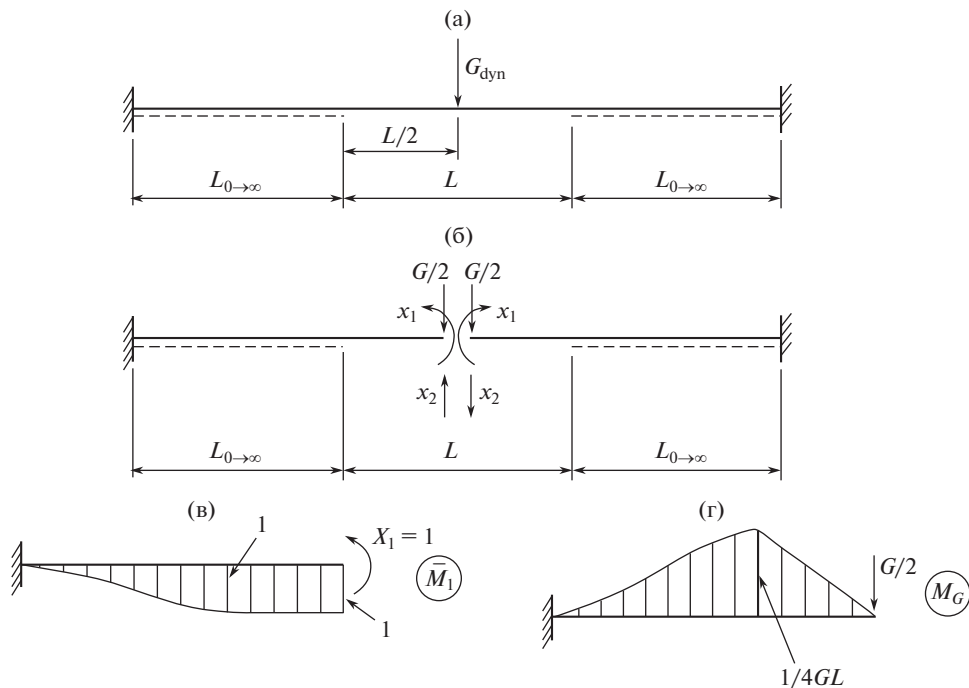 (а)
G_dyn
L/2
L_0→∞ L L_0→∞
(б)
G/2 G/2
x_1 x_1
x_2 x_2
L_0→∞ L L_0→∞
(в)
1
X_1 = 1
M̅_1
1
(г)
G/2
M_G
1/4GL